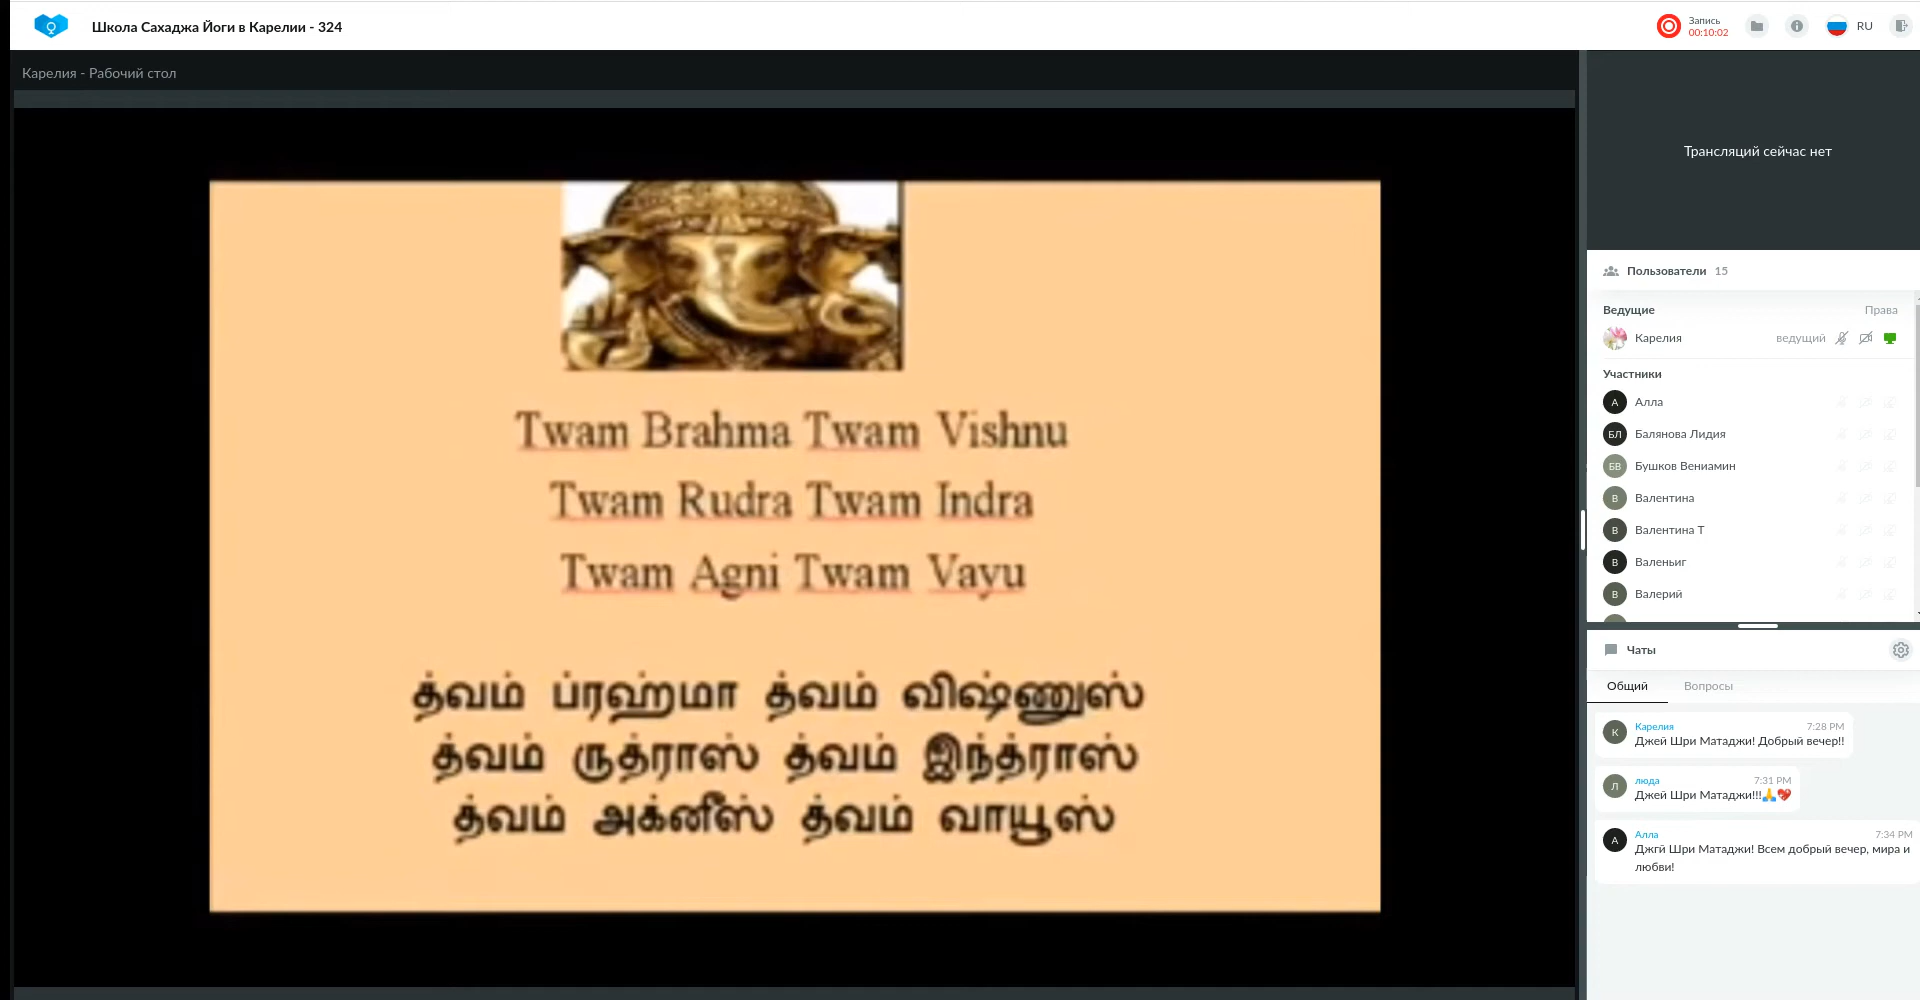 Школа Сахаджа Йоги в Карелии - 324
Запись
00:10:02
RU
Карелия - Рабочий стол
Twam Brahma Twam Vishnu
Twam Rudra Twam Indra
Twam Agni Twam Vayu
த்வம் ப்ரஹ்மா த்வம் விஷ்ணுஸ்
த்வம் ருத்ராஸ் த்வம் இந்த்ராஸ்
த்வம் அக்னீஸ் த்வம் வாயூஸ்
Трансляций сейчас нет
Пользователи 15
Ведущие Права
Карелия ведущий
Участники
А Алла
БЛ Балянова Лидия
БВ Бушков Вениамин
В Валентина
В Валентина Т
В Валеньиг
В Валерий
Чаты
Общий Вопросы
К Карелия 7:28 PM
Джей Шри Матаджи! Добрый вечер!!
Л люда 7:31 PM
Джей Шри Матаджи!!!🙏💖
А Алла 7:34 PM
Джгй Шри Матаджи! Всем добрый вечер, мира и
любви!